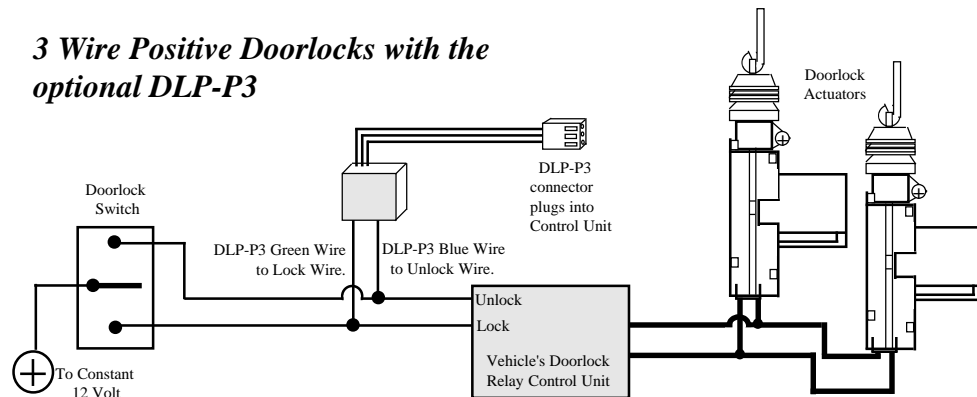 3 Wire Positive Doorlocks with the
optional DLP-P3
Doorlock
Actuators
DLP-P3
connector
plugs into
Control Unit
Doorlock
Switch
DLP-P3 Green Wire
to Lock Wire.
DLP-P3 Blue Wire
to Unlock Wire.
Unlock
Lock
Vehicle's Doorlock
Relay Control Unit
To Constant
12 Volt